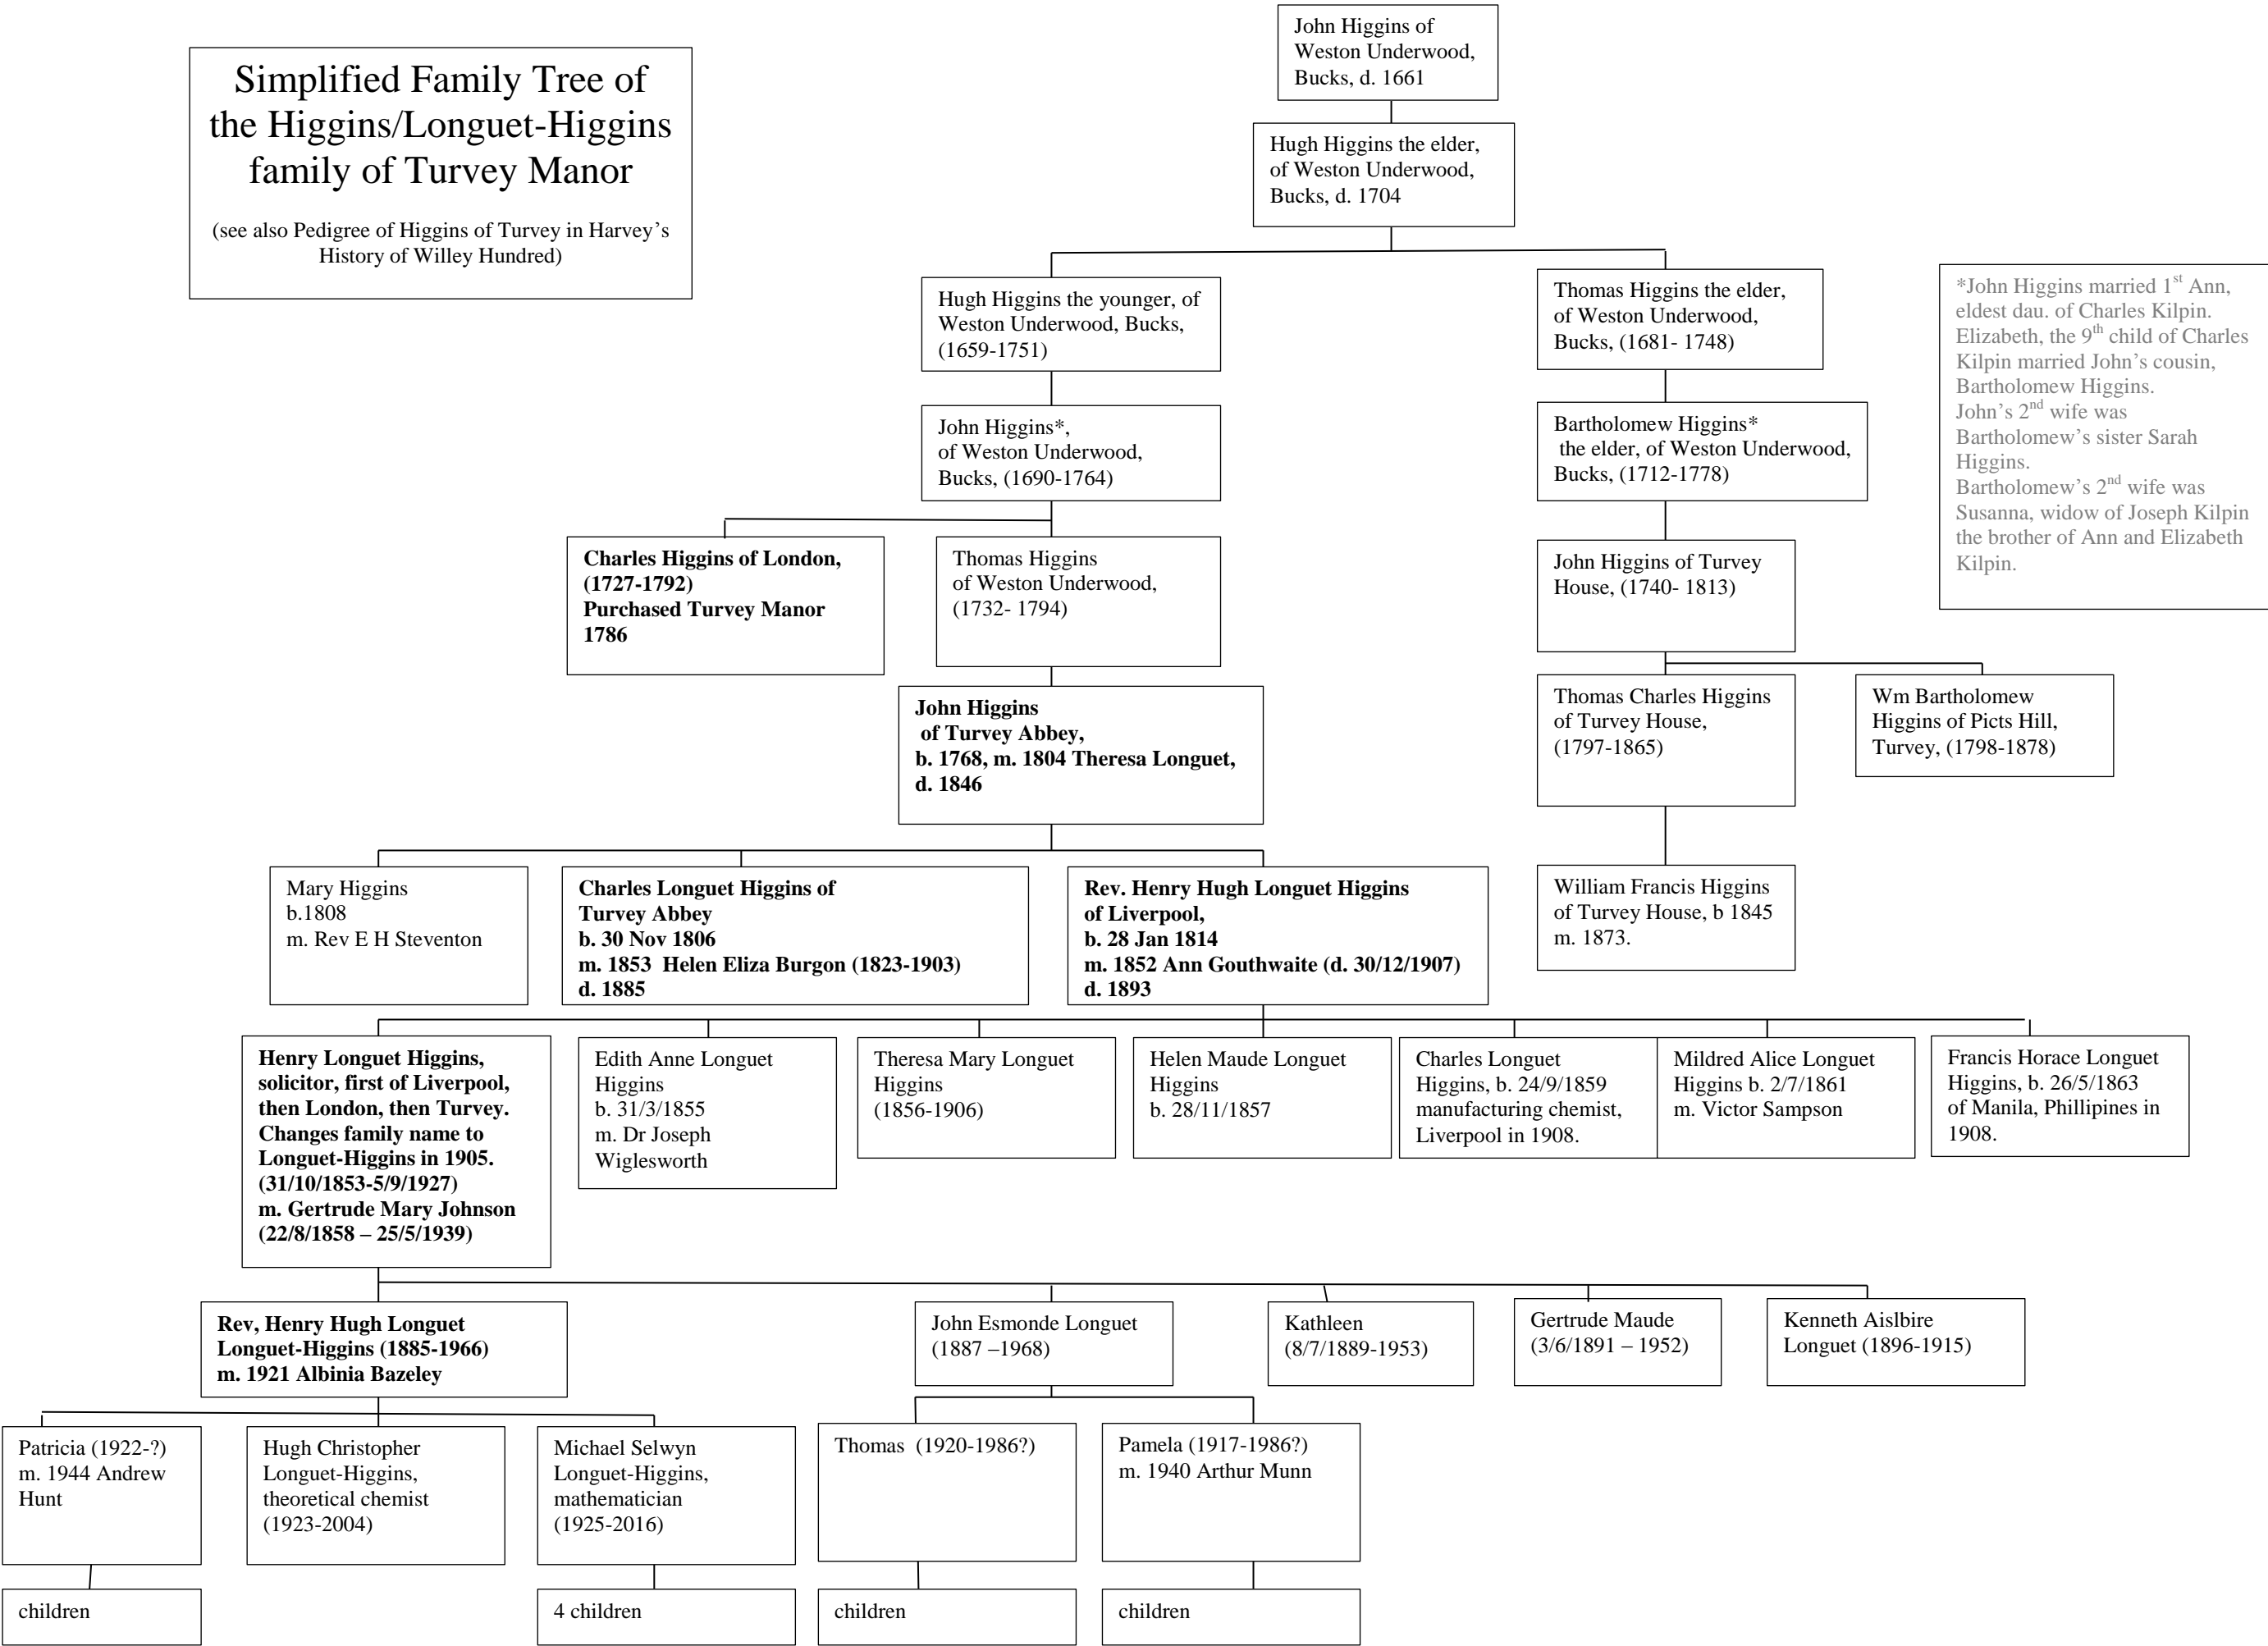 Simplified Family Tree of
the Higgins/Longuet-Higgins
family of Turvey Manor
(see also Pedigree of Higgins of Turvey in Harvey’s
History of Willey Hundred)
John Higgins of
Weston Underwood,
Bucks, d. 1661
Hugh Higgins the elder,
of Weston Underwood,
Bucks, d. 1704
Hugh Higgins the younger, of
Weston Underwood, Bucks,
(1659-1751)
Thomas Higgins the elder,
of Weston Underwood,
Bucks, (1681- 1748)
*John Higgins married 1st Ann,
eldest dau. of Charles Kilpin.
Elizabeth, the 9th child of Charles
Kilpin married John’s cousin,
Bartholomew Higgins.
John’s 2nd wife was
Bartholomew’s sister Sarah
Higgins.
Bartholomew’s 2nd wife was
Susanna, widow of Joseph Kilpin
the brother of Ann and Elizabeth
Kilpin.
John Higgins*,
of Weston Underwood,
Bucks, (1690-1764)
Bartholomew Higgins*
the elder, of Weston Underwood,
Bucks, (1712-1778)
Charles Higgins of London,
(1727-1792)
Purchased Turvey Manor
1786
Thomas Higgins
of Weston Underwood,
(1732- 1794)
John Higgins of Turvey
House, (1740- 1813)
John Higgins
of Turvey Abbey,
b. 1768, m. 1804 Theresa Longuet,
d. 1846
Thomas Charles Higgins
of Turvey House,
(1797-1865)
Wm Bartholomew
Higgins of Picts Hill,
Turvey, (1798-1878)
Mary Higgins
b.1808
m. Rev E H Steventon
Charles Longuet Higgins of
Turvey Abbey
b. 30 Nov 1806
m. 1853  Helen Eliza Burgon (1823-1903)
d. 1885
Rev. Henry Hugh Longuet Higgins
of Liverpool,
b. 28 Jan 1814
m. 1852 Ann Gouthwaite (d. 30/12/1907)
d. 1893
William Francis Higgins
of Turvey House, b 1845
m. 1873.
Henry Longuet Higgins,
solicitor, first of Liverpool,
then London, then Turvey.
Changes family name to
Longuet-Higgins in 1905.
(31/10/1853-5/9/1927)
m. Gertrude Mary Johnson
(22/8/1858 – 25/5/1939)
Edith Anne Longuet
Higgins
b. 31/3/1855
m. Dr Joseph
Wiglesworth
Theresa Mary Longuet
Higgins
(1856-1906)
Helen Maude Longuet
Higgins
b. 28/11/1857
Charles Longuet
Higgins, b. 24/9/1859
manufacturing chemist,
Liverpool in 1908.
Mildred Alice Longuet
Higgins b. 2/7/1861
m. Victor Sampson
Francis Horace Longuet
Higgins, b. 26/5/1863
of Manila, Phillipines in
1908.
Rev, Henry Hugh Longuet
Longuet-Higgins (1885-1966)
m. 1921 Albinia Bazeley
John Esmonde Longuet
(1887 –1968)
Kathleen
(8/7/1889-1953)
Gertrude Maude
(3/6/1891 – 1952)
Kenneth Aislbire
Longuet (1896-1915)
Patricia (1922-?)
m. 1944 Andrew
Hunt
Hugh Christopher
Longuet-Higgins,
theoretical chemist
(1923-2004)
Michael Selwyn
Longuet-Higgins,
mathematician
(1925-2016)
Thomas  (1920-1986?)
Pamela (1917-1986?)
m. 1940 Arthur Munn
children
4 children
children
children